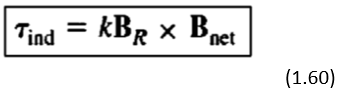 τind = kBR × Bnet
(1.60)